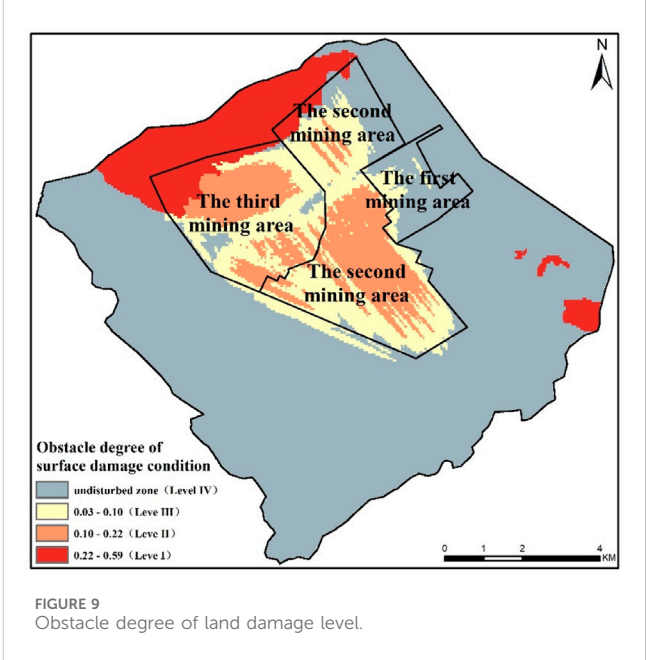 N
The second
mining area
The first
mining area
The third
mining area
The second
mining area
Obstacle degree of
surface damage condition
undisturbed zone（Level IV）
0.03 - 0.10（Leve III）
0.10 - 0.22（Leve II）
0.22 - 0.59（Leve I）
0 1 2 4
KM
FIGURE 9
Obstacle degree of land damage level.